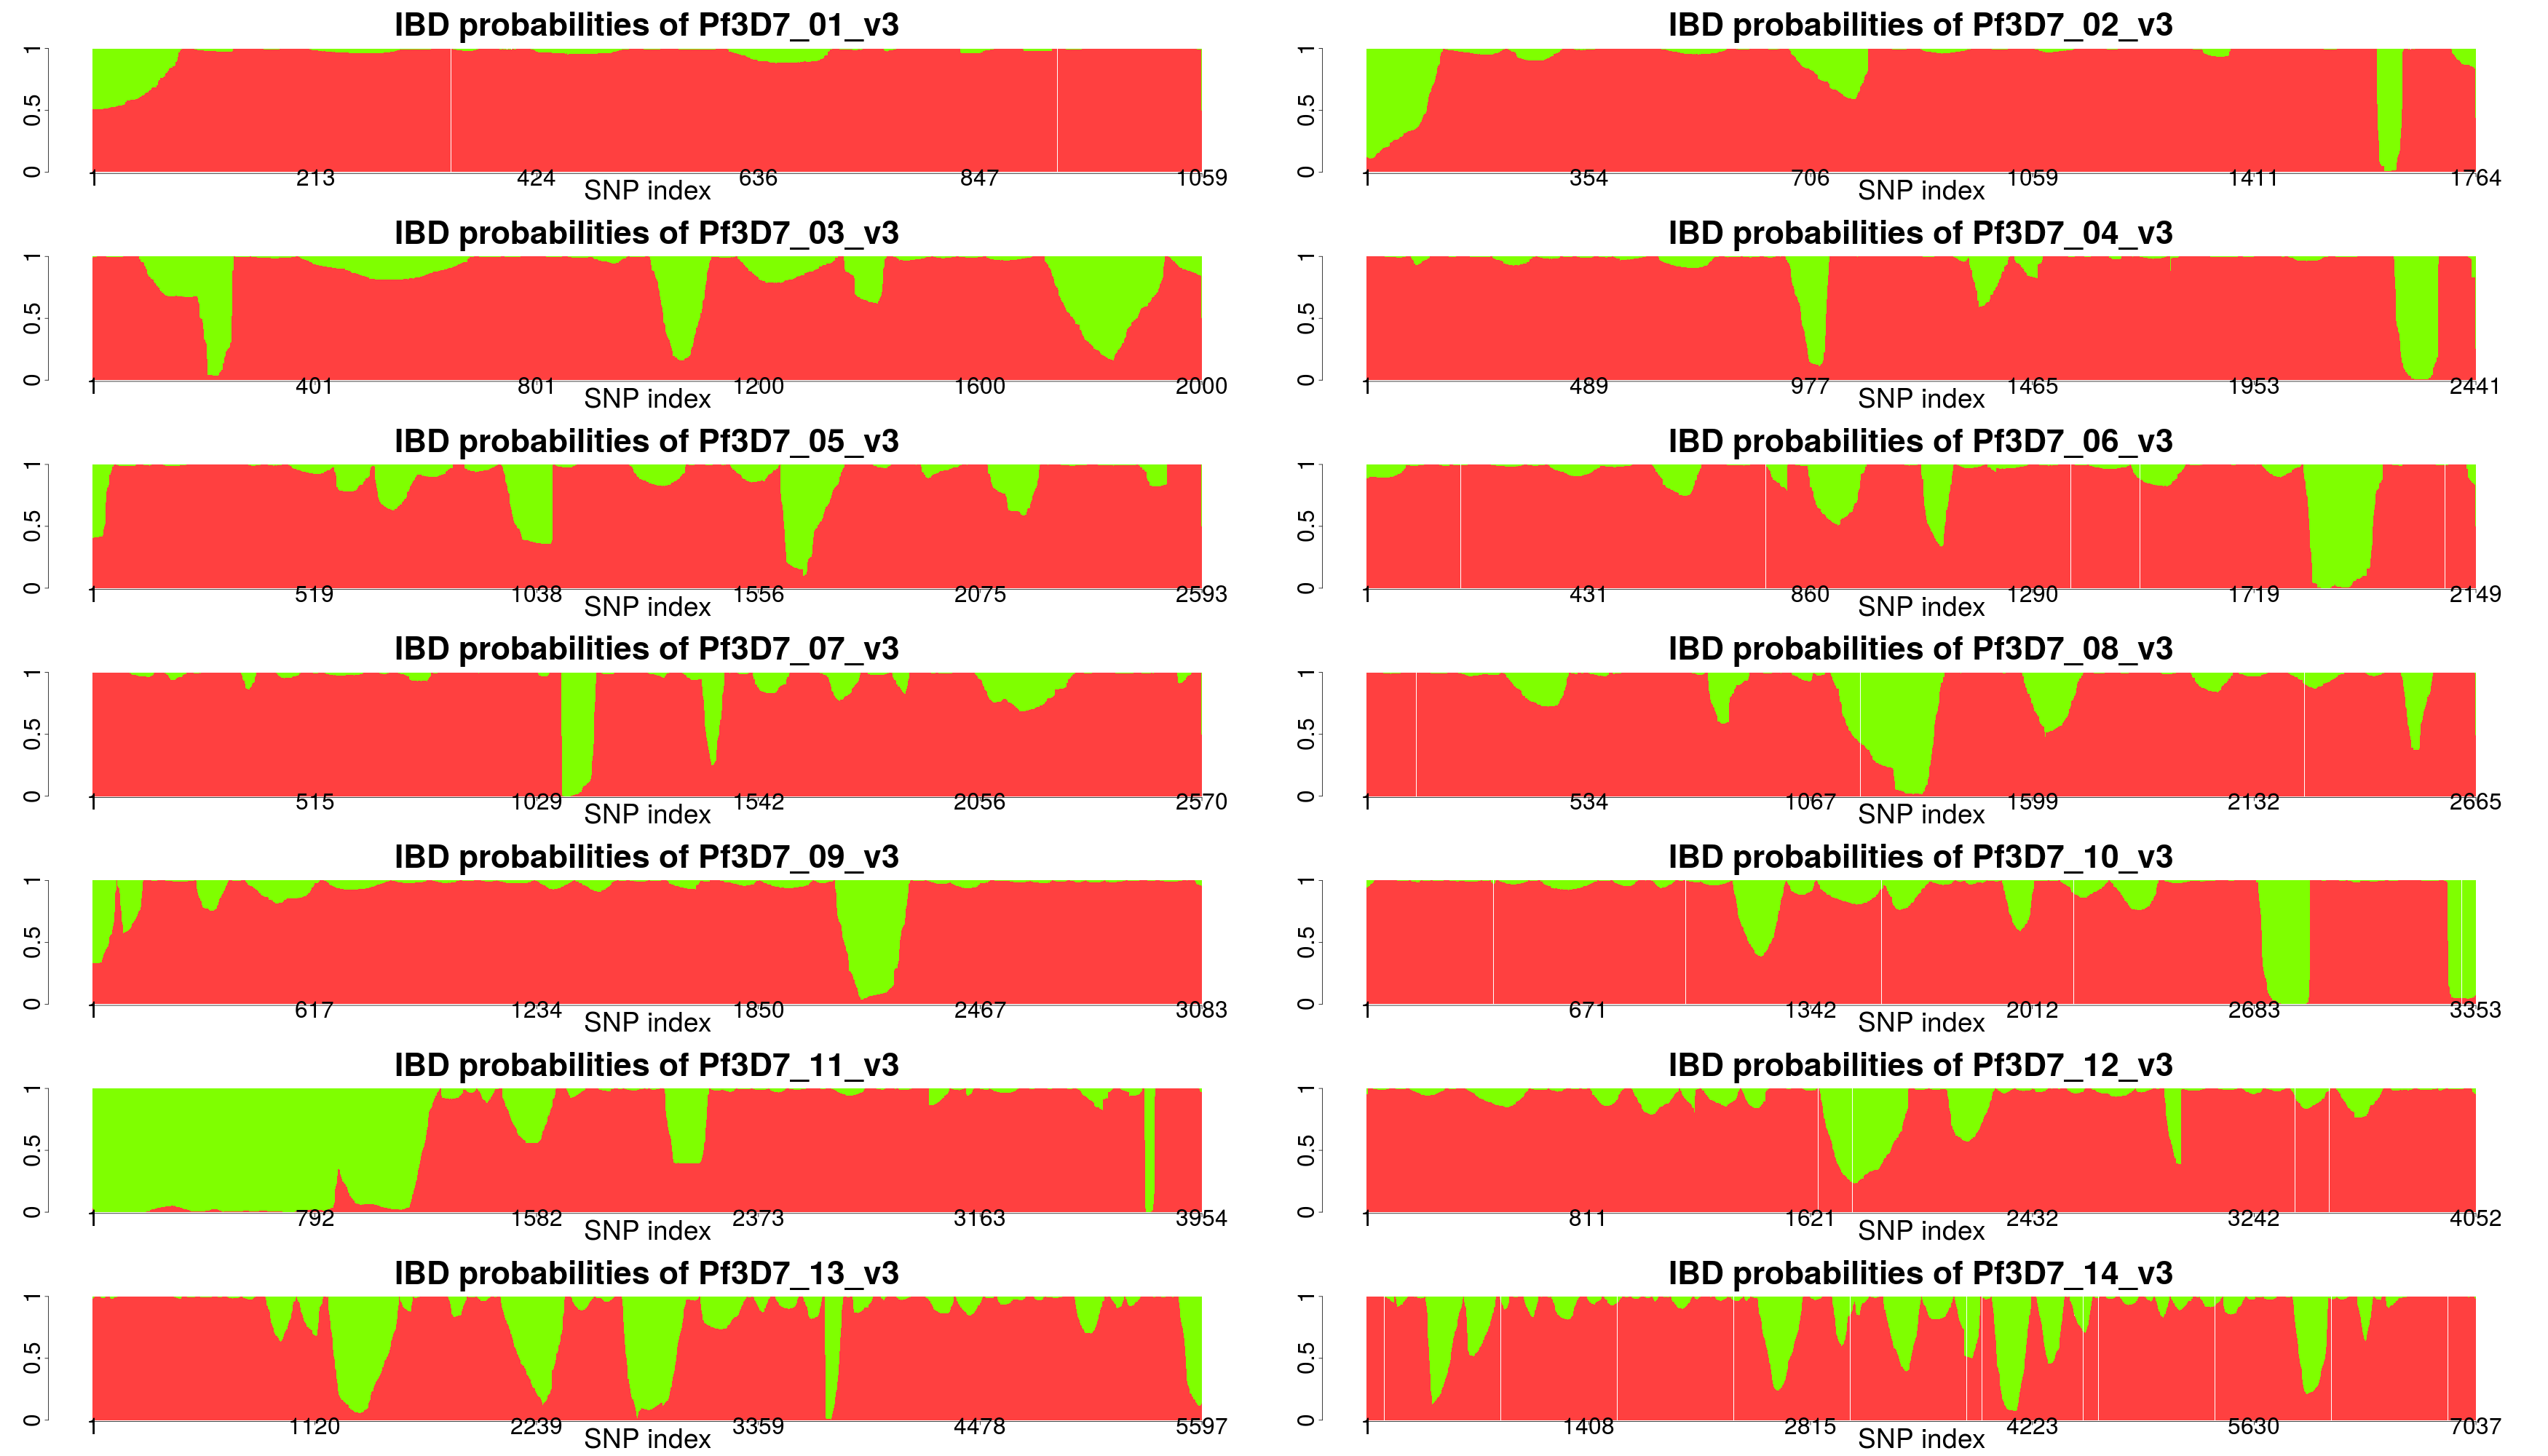 IBD probabilities of Pf3D7_01_v3
0 0.5 1
1 213 424 636 847 1059
SNP index
IBD probabilities of Pf3D7_02_v3
0 0.5 1
1 354 706 1059 1411 1764
SNP index
IBD probabilities of Pf3D7_03_v3
0 0.5 1
1 401 801 1200 1600 2000
SNP index
IBD probabilities of Pf3D7_04_v3
0 0.5 1
1 489 977 1465 1953 2441
SNP index
IBD probabilities of Pf3D7_05_v3
0 0.5 1
1 519 1038 1556 2075 2593
SNP index
IBD probabilities of Pf3D7_06_v3
0 0.5 1
1 431 860 1290 1719 2149
SNP index
IBD probabilities of Pf3D7_07_v3
0 0.5 1
1 515 1029 1542 2056 2570
SNP index
IBD probabilities of Pf3D7_08_v3
0 0.5 1
1 534 1067 1599 2132 2665
SNP index
IBD probabilities of Pf3D7_09_v3
0 0.5 1
1 617 1234 1850 2467 3083
SNP index
IBD probabilities of Pf3D7_10_v3
0 0.5 1
1 671 1342 2012 2683 3353
SNP index
IBD probabilities of Pf3D7_11_v3
0 0.5 1
1 792 1582 2373 3163 3954
SNP index
IBD probabilities of Pf3D7_12_v3
0 0.5 1
1 811 1621 2432 3242 4052
SNP index
IBD probabilities of Pf3D7_13_v3
0 0.5 1
1 1120 2239 3359 4478 5597
SNP index
IBD probabilities of Pf3D7_14_v3
0 0.5 1
1 1408 2815 4223 5630 7037
SNP index